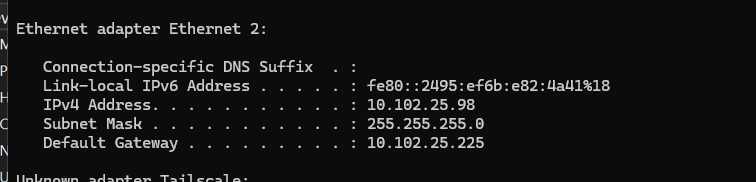 Ethernet adapter Ethernet 2:
Connection-specific DNS Suffix  . :
Link-local IPv6 Address . . . . . : fe80::2495:ef6b:e82:4a41%18
IPv4 Address. . . . . . . . . . . : 10.102.25.98
Subnet Mask . . . . . . . . . . . : 255.255.255.0
Default Gateway . . . . . . . . . : 10.102.25.225
Unknown adapter Tailscale: